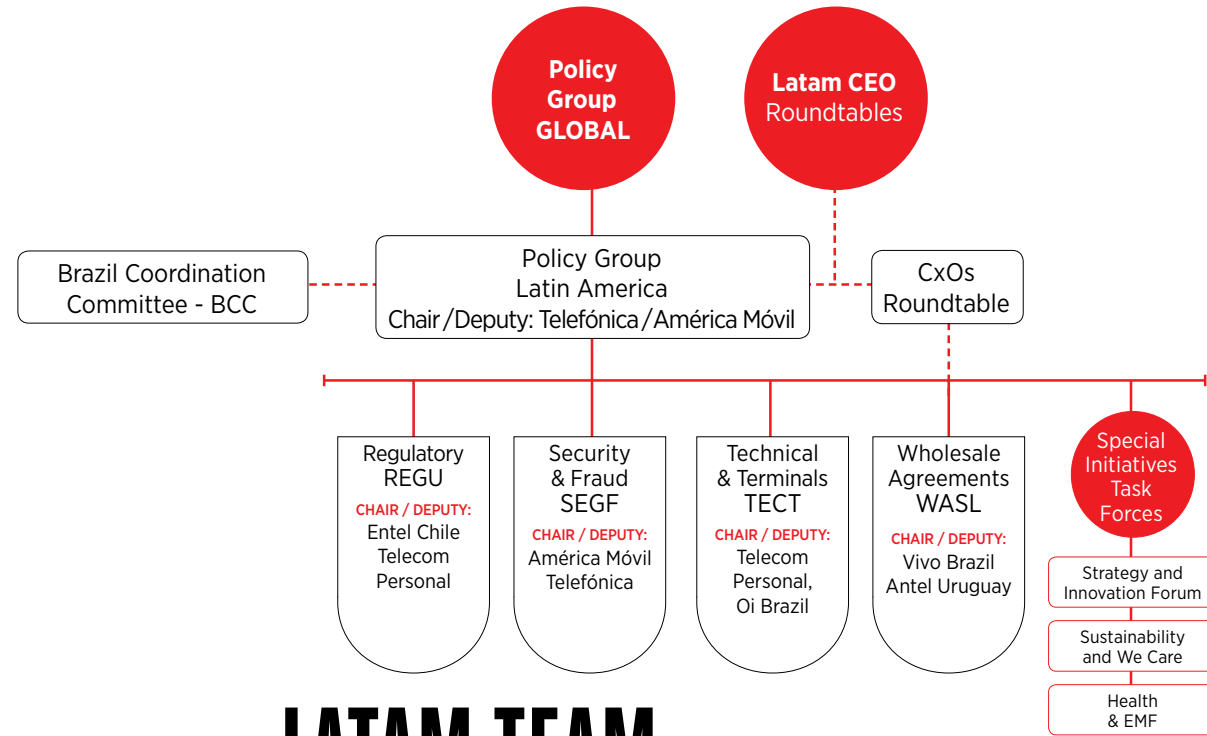 Policy
Group
GLOBAL
Latam CEO
Roundtables
Brazil Coordination
Committee - BCC
Policy Group
Latin America
Chair / Deputy: Telefónica / América Móvil
CxOs
Roundtable
Regulatory
REGU
CHAIR / DEPUTY:
Entel Chile
Telecom
Personal
Security
& Fraud
SEGF
CHAIR / DEPUTY:
América Móvil
Telefónica
Technical
& Terminals
TECT
CHAIR / DEPUTY:
Telecom
Personal,
Oi Brazil
Wholesale
Agreements
WASL
CHAIR / DEPUTY:
Vivo Brazil
Antel Uruguay
Special
Initiatives
Task
Forces
Strategy and
Innovation Forum
Sustainability
and We Care
Health
& EMF
LATAM TEAM